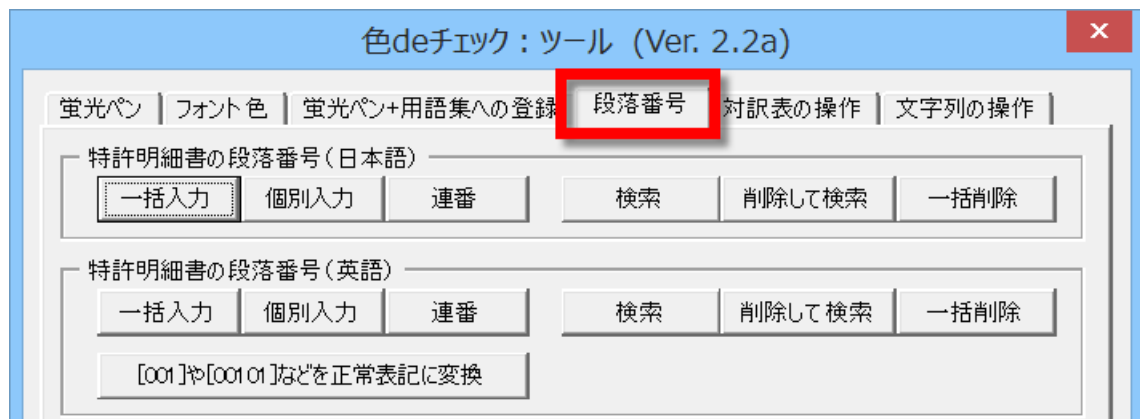 色deチェック：ツール (Ver. 2.2a)
蛍光ペン フォント色 蛍光ペン+用語集への登録 段落番号 対訳表の操作 文字列の操作
特許明細書の段落番号(日本語)
一括入力 個別入力 連番 検索 削除して検索 一括削除
特許明細書の段落番号(英語)
一括入力 個別入力 連番 検索 削除して検索 一括削除
[001]や[00101]などを正常表記に変換